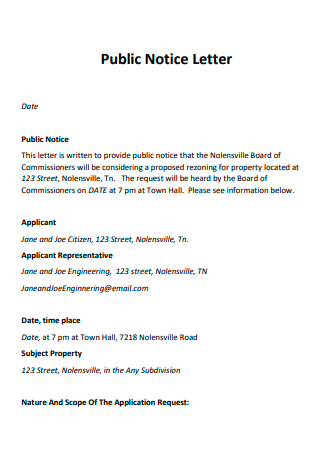 Public Notice Letter
Date
Public Notice
This letter is written to provide public notice that the Nolensville Board of
Commissioners will be considering a proposed rezoning for property located at
123 Street, Nolensville, Tn.   The request will be heard by the Board of
Commissioners on DATE at 7 pm at Town Hall.  Please see information below.
Applicant
Jane and Joe Citizen, 123 Street, Nolensville, Tn.
Applicant Representative
Jane and Joe Engineering,  123 street, Nolensville, TN
JaneandJoeEnginnering@email.com
Date, time place
Date, at 7 pm at Town Hall, 7218 Nolensville Road
Subject Property
123 Street, Nolensville, in the Any Subdivision
Nature And Scope Of The Application Request: